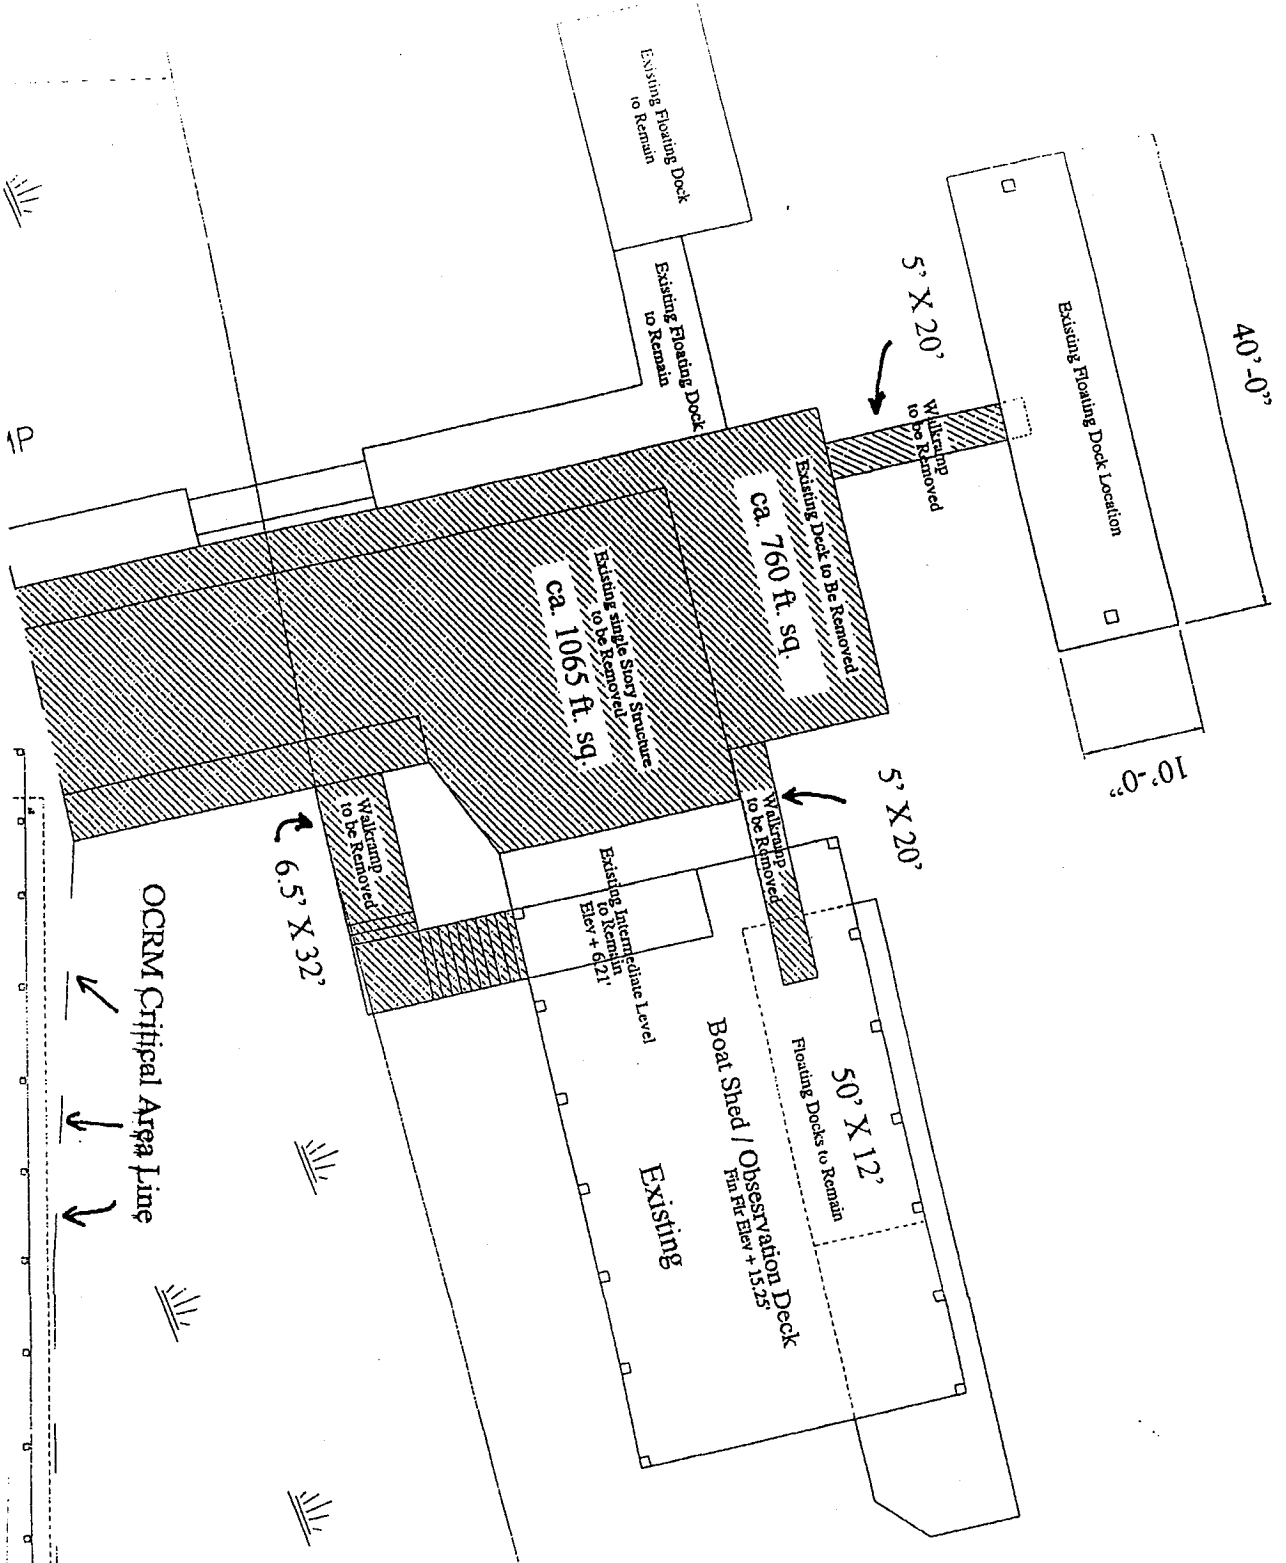 Existing Floating Dock
to Remain
Existing Floating Dock
to Remain
5' X 20'
Walkramp
to be Removed
Existing Floating Dock Location
40'-0"
10'-0"
Existing Deck to Be Removed
ca. 760 ft. sq.
Existing single Story Structure
to be Removed
ca. 1065 ft. sq.
5' X 20'
Walkramp
to be Removed
Walkramp
to be Removed
6.5' X 32'
Existing Intermediate Level
to Remain
Elev + 6.21'
50' X 12'
Floating Docks to Remain
Boat Shed / Obsesrvation Deck
Fin Flr Elev + 15.25'
Existing
OCRM Critical Area Line